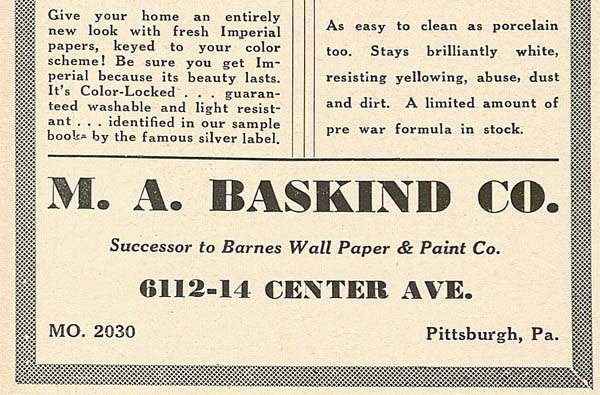 Give your home an entirely
new look with fresh Imperial
papers, keyed to your color
scheme! Be sure you get Im-
perial because its beauty lasts.
It's Color-Locked . . . guaran-
teed washable and light resist-
ant . . . identified in our sample
books by the famous silver label.
As easy to clean as porcelain
too. Stays brilliantly white,
resisting yellowing, abuse, dust
and dirt. A limited amount of
pre war formula in stock.
M. A. BASKIND CO.
Successor to Barnes Wall Paper & Paint Co.
6112-14 CENTER AVE.
MO. 2030
Pittsburgh, Pa.